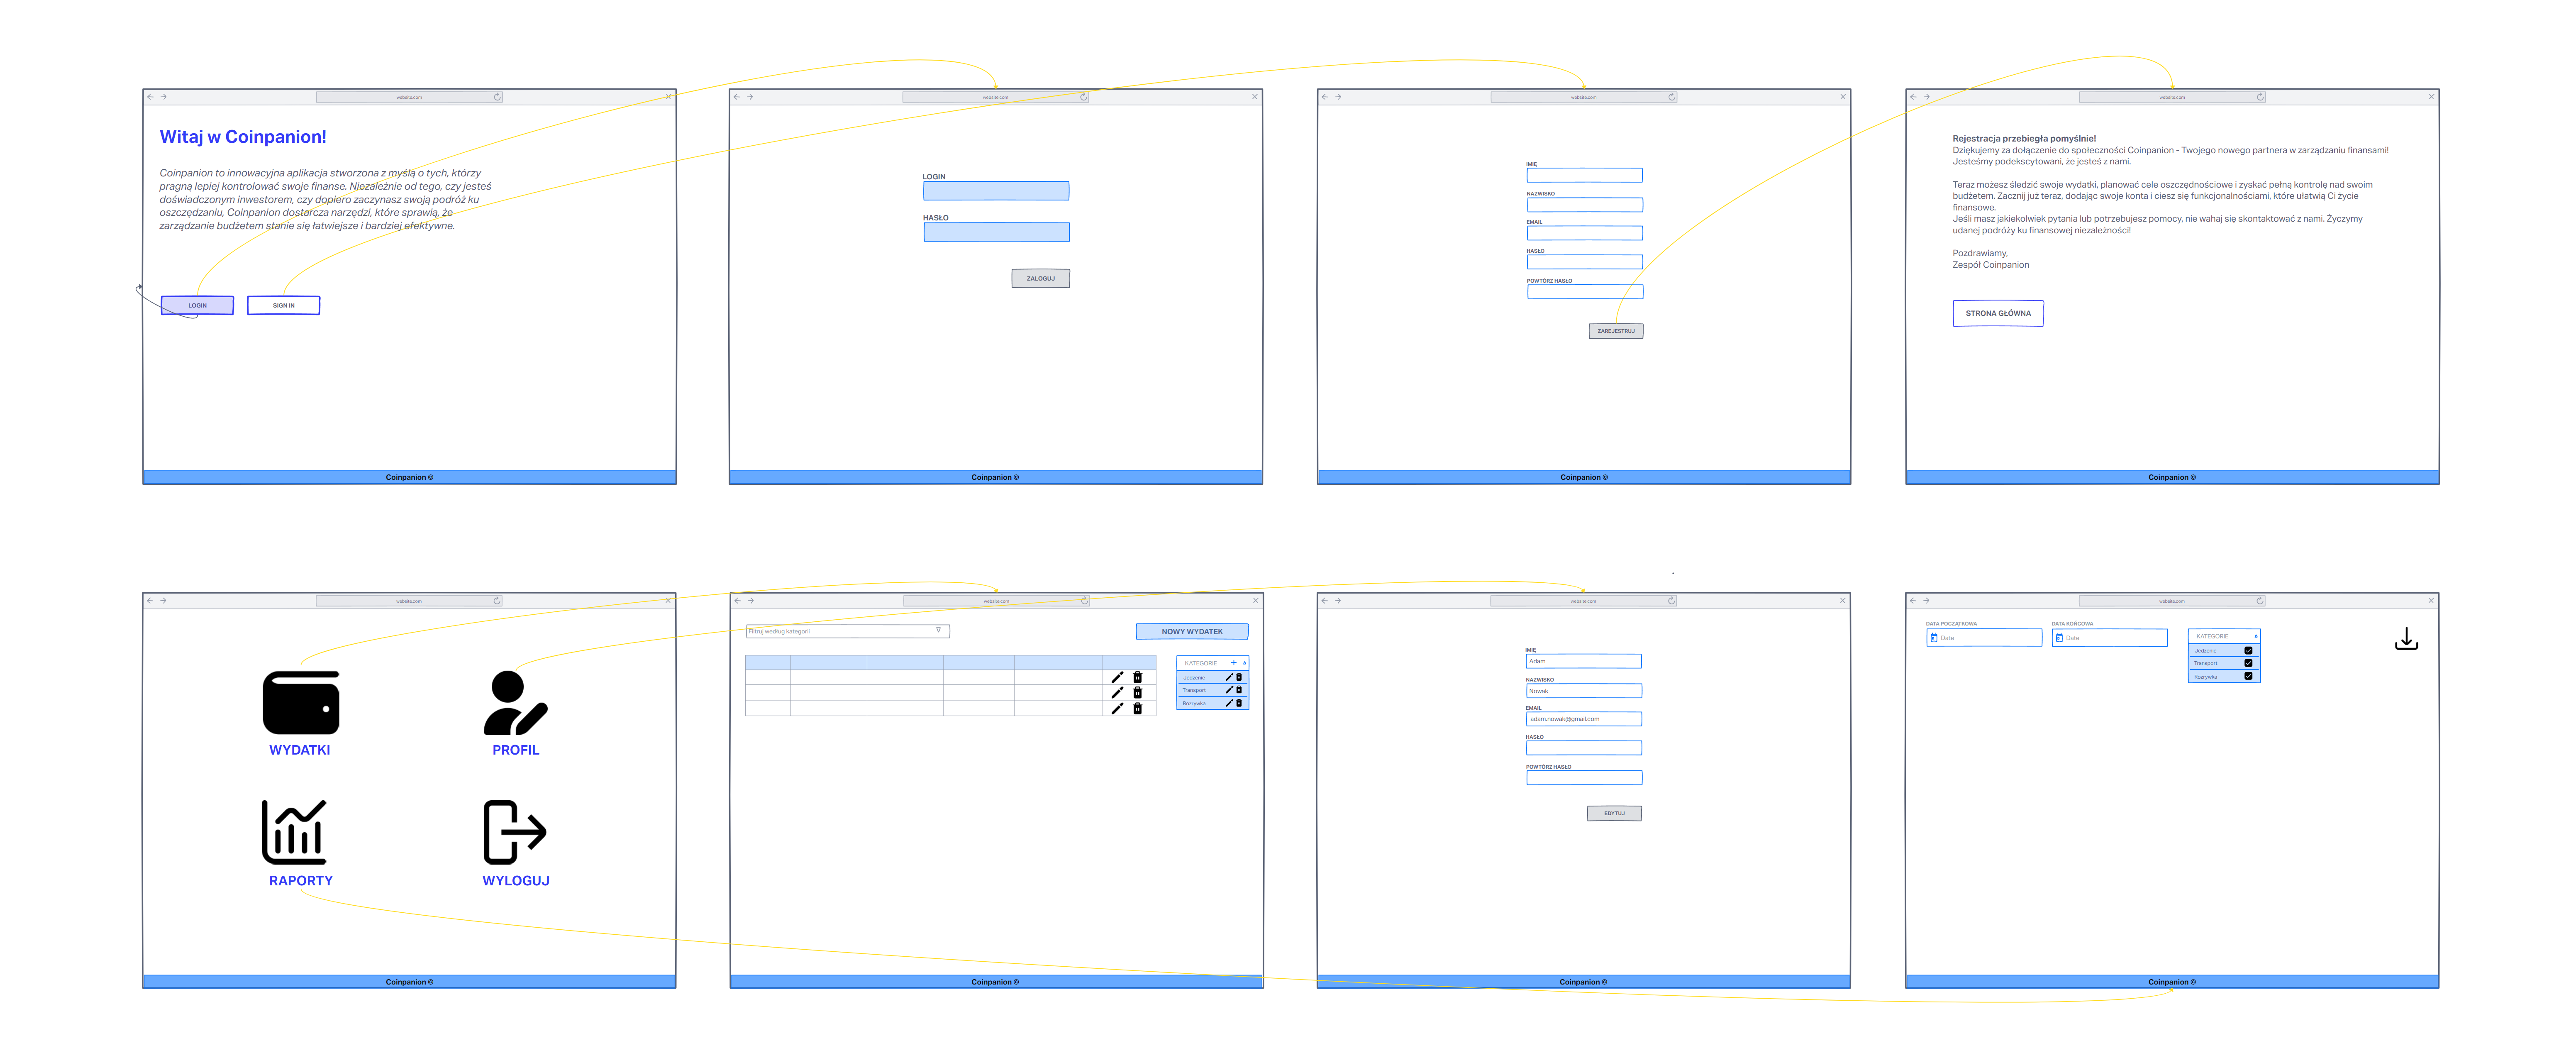 website.com
Witaj w Coinpanion!
Coinpanion to innowacyjna aplikacja stworzona z myślą o tych, którzy
pragną lepiej kontrolować swoje finanse. Niezależnie od tego, czy jesteś
doświadczonym inwestorem, czy dopiero zaczynasz swoją podróż ku
oszczędzaniu, Coinpanion dostarcza narzędzi, które sprawią, że
zarządzanie budżetem stanie się łatwiejsze i bardziej efektywne.
LOGIN
SIGN IN
Coinpanion ©
website.com
LOGIN
HASŁO
ZALOGUJ
Coinpanion ©
website.com
IMIĘ
NAZWISKO
EMAIL
HASŁO
POWTÓRZ HASŁO
ZAREJESTRUJ
Coinpanion ©
website.com
Rejestracja przebiegła pomyślnie!
Dziękujemy za dołączenie do społeczności Coinpanion - Twojego nowego partnera w zarządzaniu finansami!
Jesteśmy podekscytowani, że jesteś z nami.
Teraz możesz śledzić swoje wydatki, planować cele oszczędnościowe i zyskać pełną kontrolę nad swoim
budżetem. Zacznij już teraz, dodając swoje konta i ciesz się funkcjonalnościami, które ułatwią Ci życie
finansowe.
Jeśli masz jakiekolwiek pytania lub potrzebujesz pomocy, nie wahaj się skontaktować z nami. Życzymy
udanej podróży ku finansowej niezależności!
Pozdrawiamy,
Zespół Coinpanion
STRONA GŁÓWNA
Coinpanion ©
website.com
WYDATKI
PROFIL
RAPORTY
WYLOGUJ
Coinpanion ©
website.com
Filtruj według kategorii
NOWY WYDATEK
KATEGORIE
Jedzenie
Transport
Rozrywka
Coinpanion ©
website.com
IMIĘ
Adam
NAZWISKO
Nowak
EMAIL
adam.nowak@gmail.com
HASŁO
POWTÓRZ HASŁO
EDYTUJ
Coinpanion ©
website.com
DATA POCZĄTKOWA
Date
DATA KOŃCOWA
Date
KATEGORIE
Jedzenie
Transport
Rozrywka
Coinpanion ©